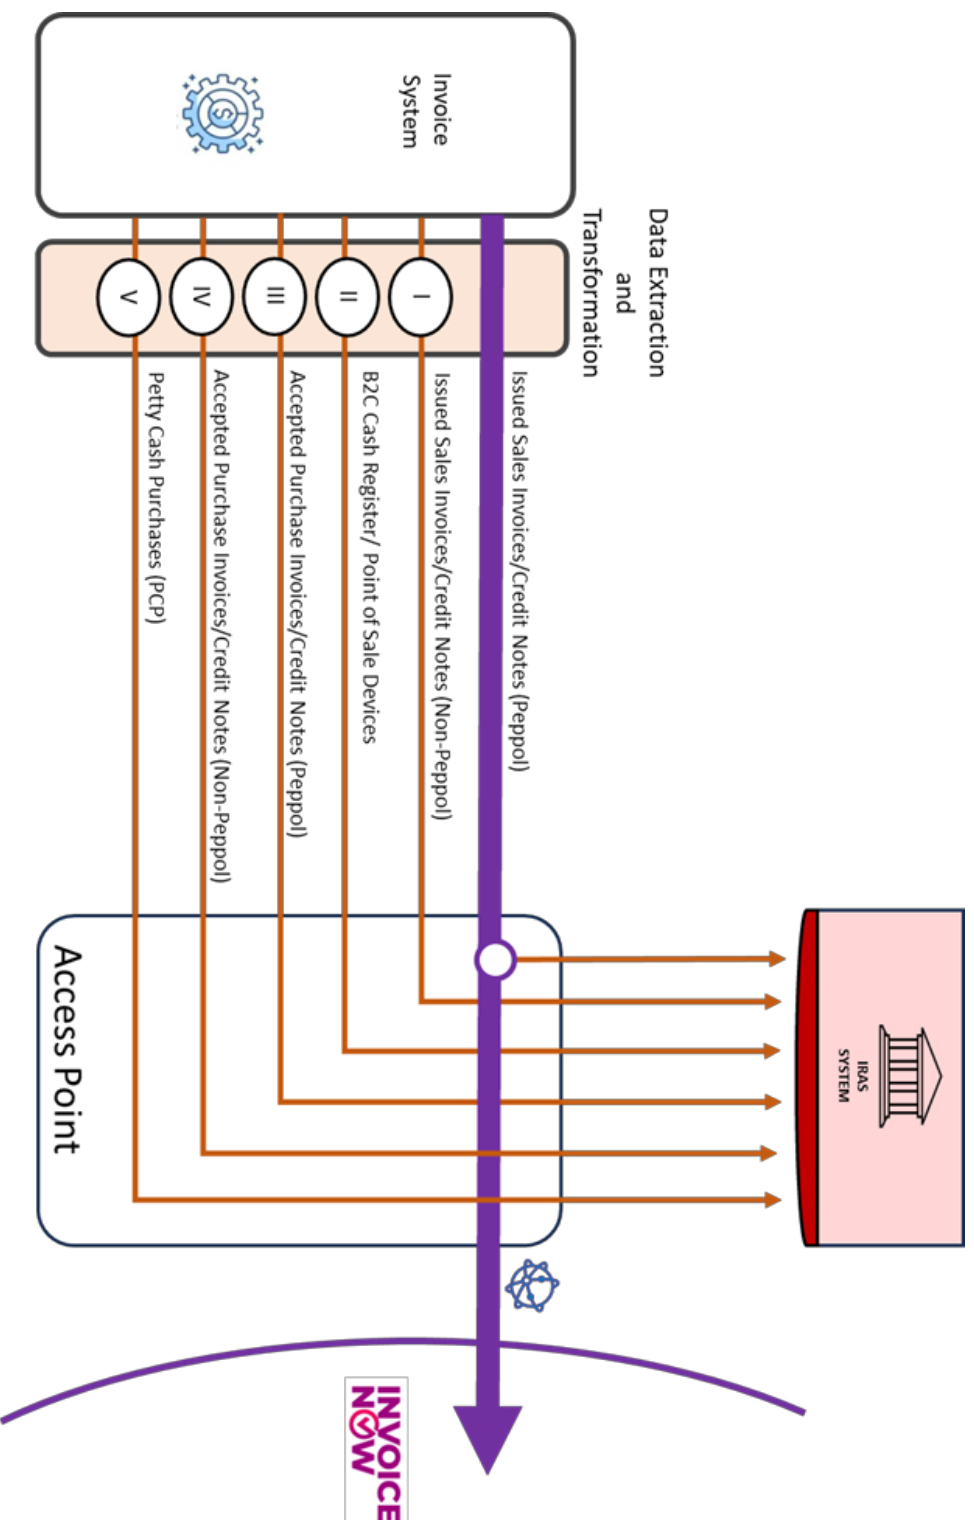 IRAS
SYSTEM
Data Extraction
and
Transformation
Invoice
System
Issued Sales Invoices/Credit Notes (Peppol)
I
Issued Sales Invoices/Credit Notes (Non-Peppol)
II
B2C Cash Register/ Point of Sale Devices
III
Accepted Purchase Invoices/Credit Notes (Peppol)
IV
Accepted Purchase Invoices/Credit Notes (Non-Peppol)
V
Petty Cash Purchases (PCP)
Access Point
INVOICE
NOW